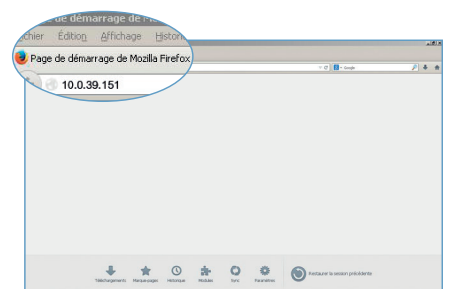 de démarrage de M
chier Édition Affichage Histori
Page de démarrage de Mozilla Firefox
10.0.39.151
Google
Téléchargements Marque-pages Historique Modules Sync Paramètres Restaurer la session précédente